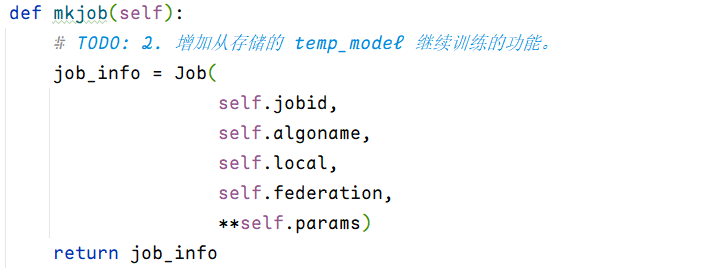 def mkjob(self):
# TODO: 2. 增加从存储的 temp_model 继续训练的功能。
job_info = Job(
self.jobid,
self.algoname,
self.local,
self.federation,
**self.params)
return job_info